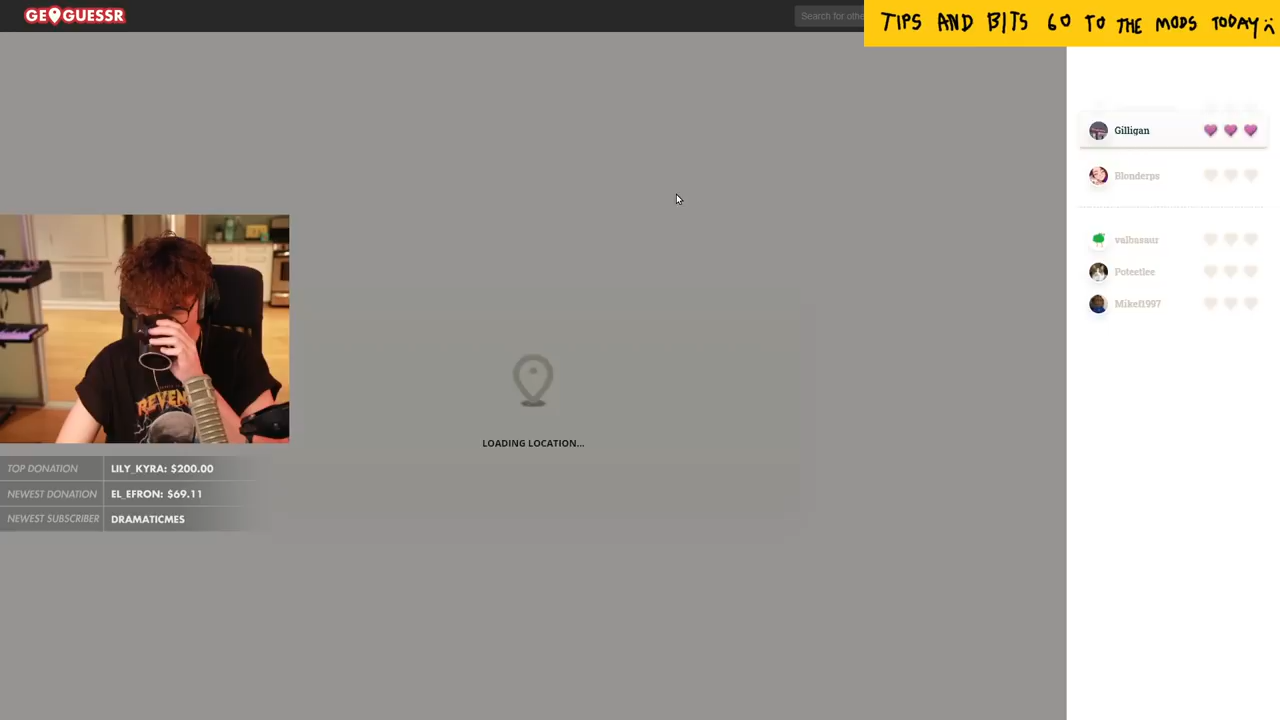 GEOGUESSR
Search for othe
TIPS AND BITS GO TO THE MODS TODAY :(
Gilligan
Blonderps
valbasaur
Poteetlee
Mikef1997
REVEN
LOADING LOCATION...
TOP DONATION LILY_KYRA: $200.00
NEWEST DONATION EL_EFRON: $69.11
NEWEST SUBSCRIBER DRAMATICMES